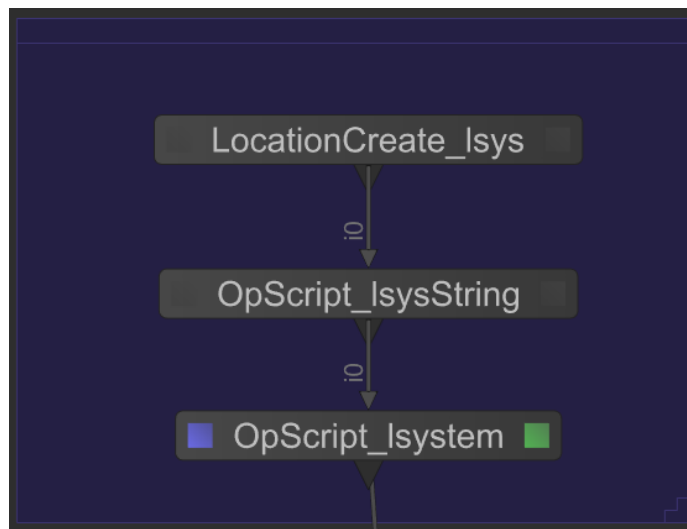 LocationCreate_lsys
i0
OpScript_lsysString
i0
OpScript_lsystem